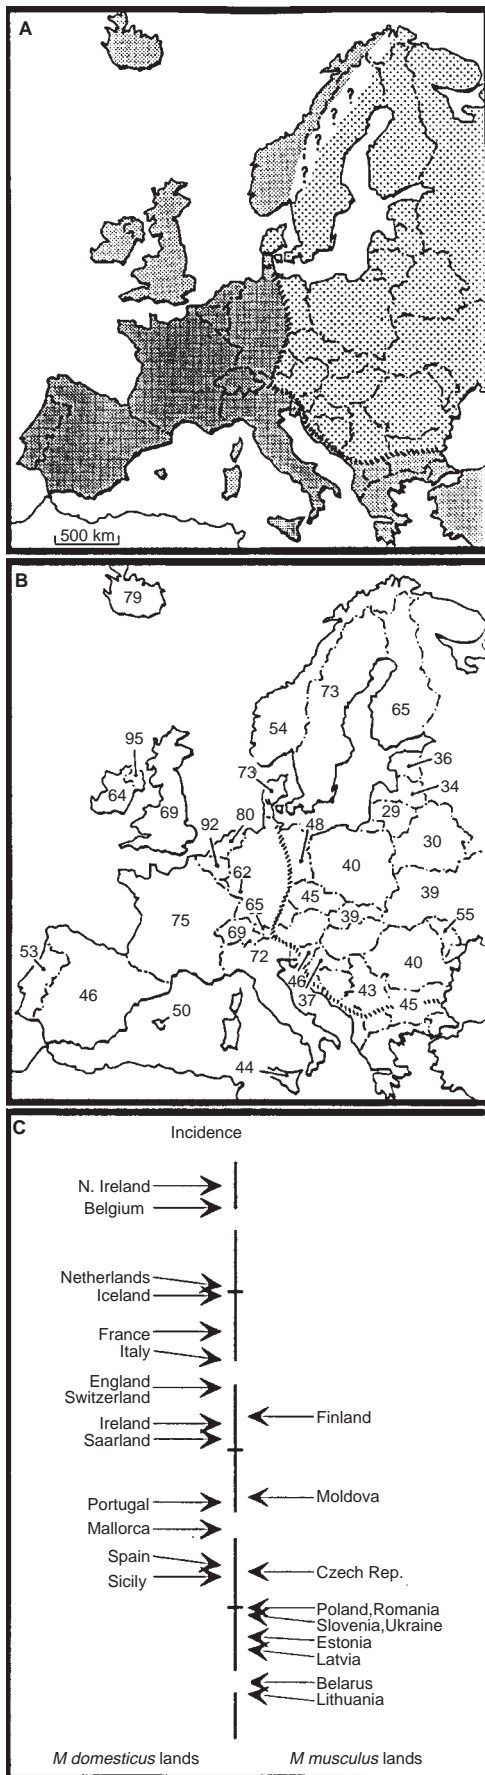 A
?
?
?
?
500 km
B
79
73
54
65
95
73
36
64
34
69
29
80
48
92
30
40
62
45
39
75
65
39
55
69
53
72
40
46
46
43
50
37
45
44
C
Incidence
N. Ireland
Belgium
Netherlands
Iceland
France
Italy
England
Switzerland
Finland
Ireland
Saarland
Moldova
Portugal
Mallorca
Spain
Czech Rep.
Sicily
Poland,Romania
Slovenia,Ukraine
Estonia
Latvia
Belarus
Lithuania
M domesticus lands M musculus lands